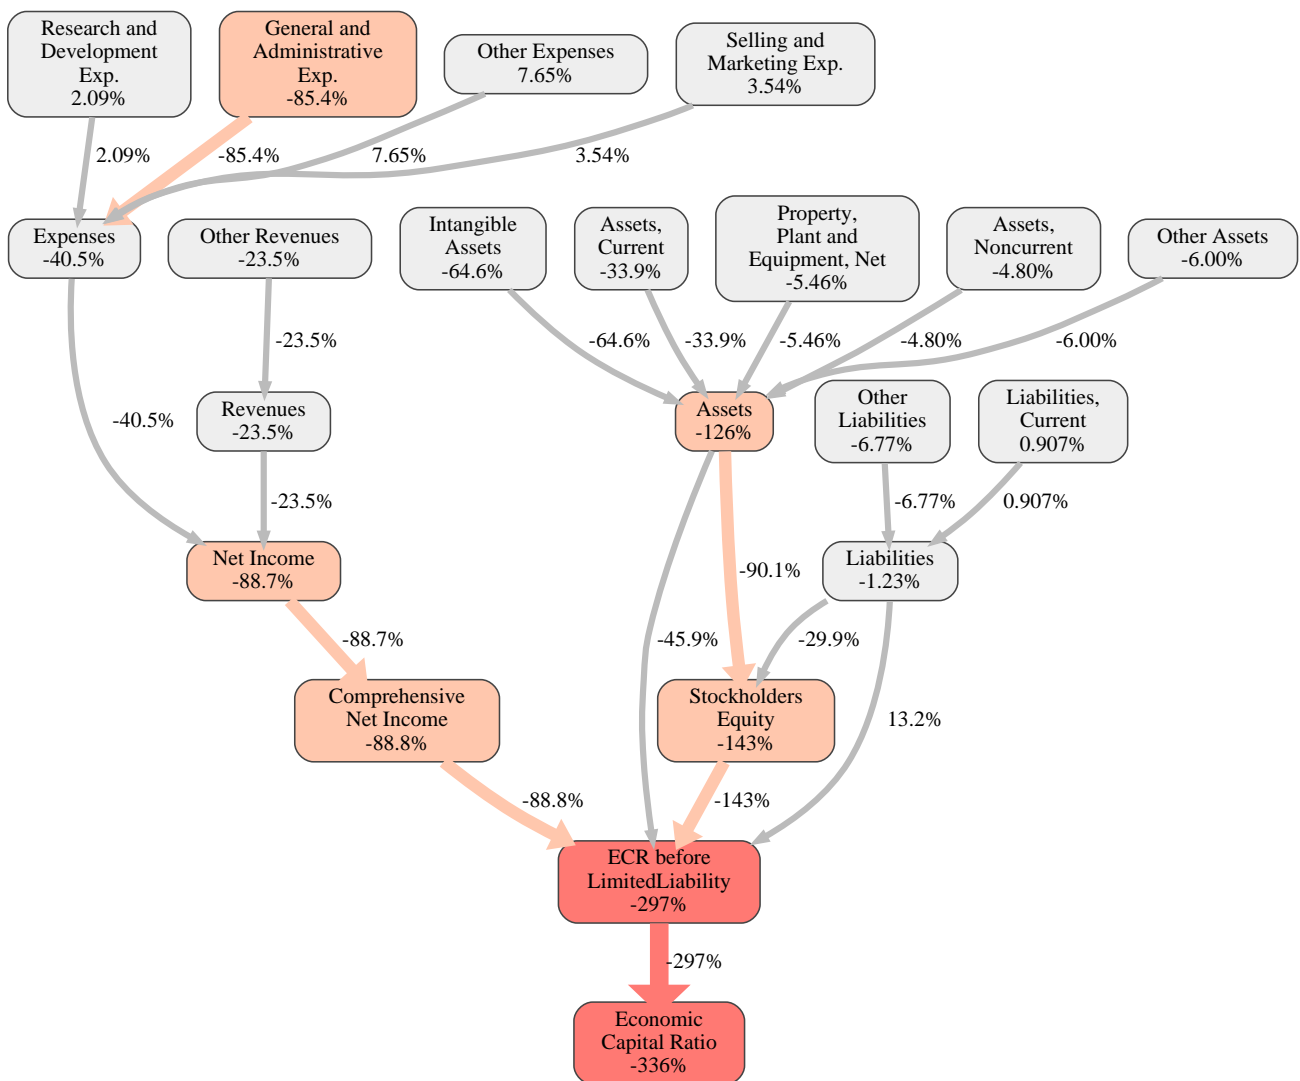 Research and
Development
Exp.
2.09%
General and
Administrative
Exp.
-85.4%
Other Expenses
7.65%
Selling and
Marketing Exp.
3.54%
2.09%
-85.4%
7.65%
3.54%
Expenses
-40.5%
Other Revenues
-23.5%
Intangible
Assets
-64.6%
Assets,
Current
-33.9%
Property,
Plant and
Equipment, Net
-5.46%
Assets,
Noncurrent
-4.80%
Other Assets
-6.00%
-23.5%
-64.6%
-33.9%
-5.46%
-4.80%
-6.00%
-40.5%
Revenues
-23.5%
Assets
-126%
Other
Liabilities
-6.77%
Liabilities,
Current
0.907%
-23.5%
-6.77%
0.907%
Net Income
-88.7%
-90.1%
Liabilities
-1.23%
-88.7%
-45.9%
-29.9%
Comprehensive
Net Income
-88.8%
Stockholders
Equity
-143%
13.2%
-88.8%
-143%
ECR before
LimitedLiability
-297%
-297%
Economic
Capital Ratio
-336%